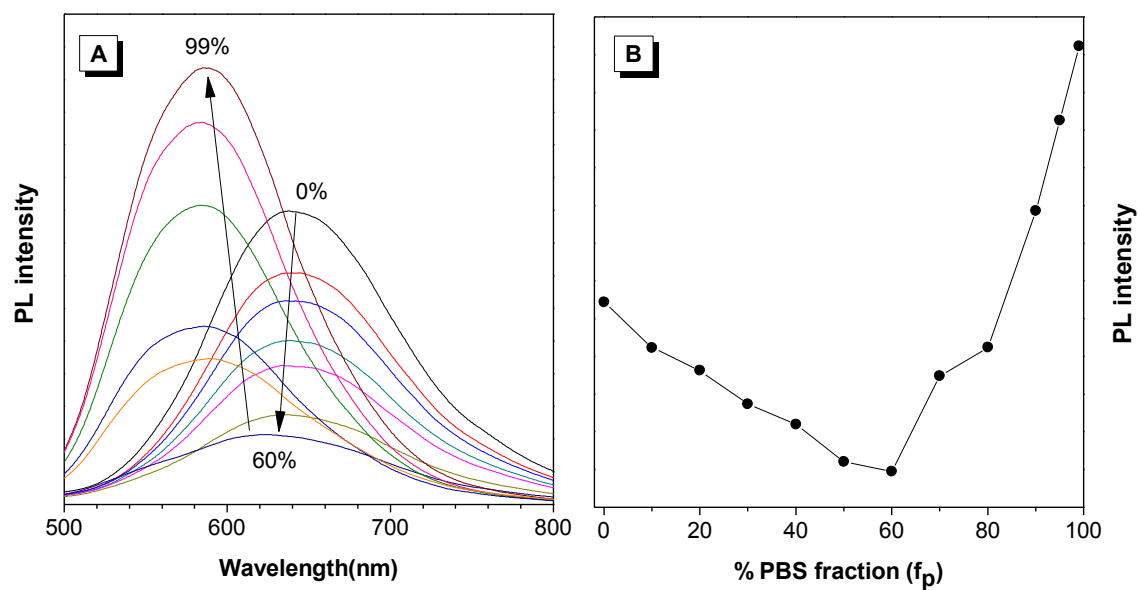 A
99%
0%
60%
PL intensity
500 600 700 800
Wavelength(nm)
B
PL intensity
0 20 40 60 80 100
% PBS fraction (fp)